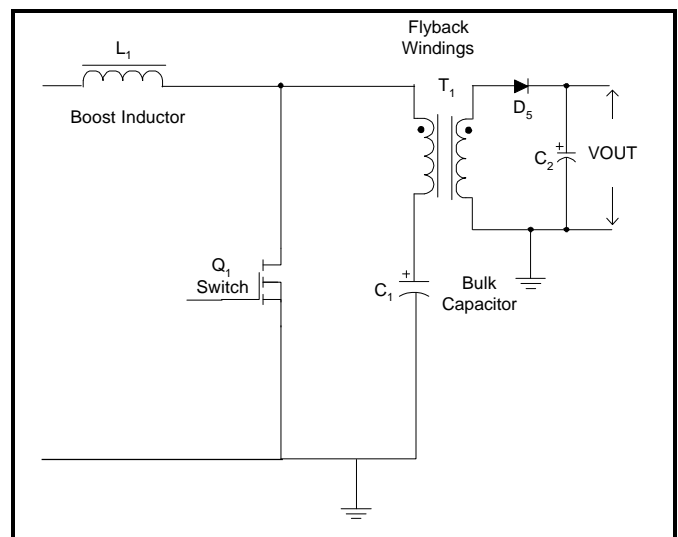 Flyback
Windings
L1
T1
D5
Boost Inductor
C2
+
VOUT
Q1
Switch
+
C1
Bulk
Capacitor